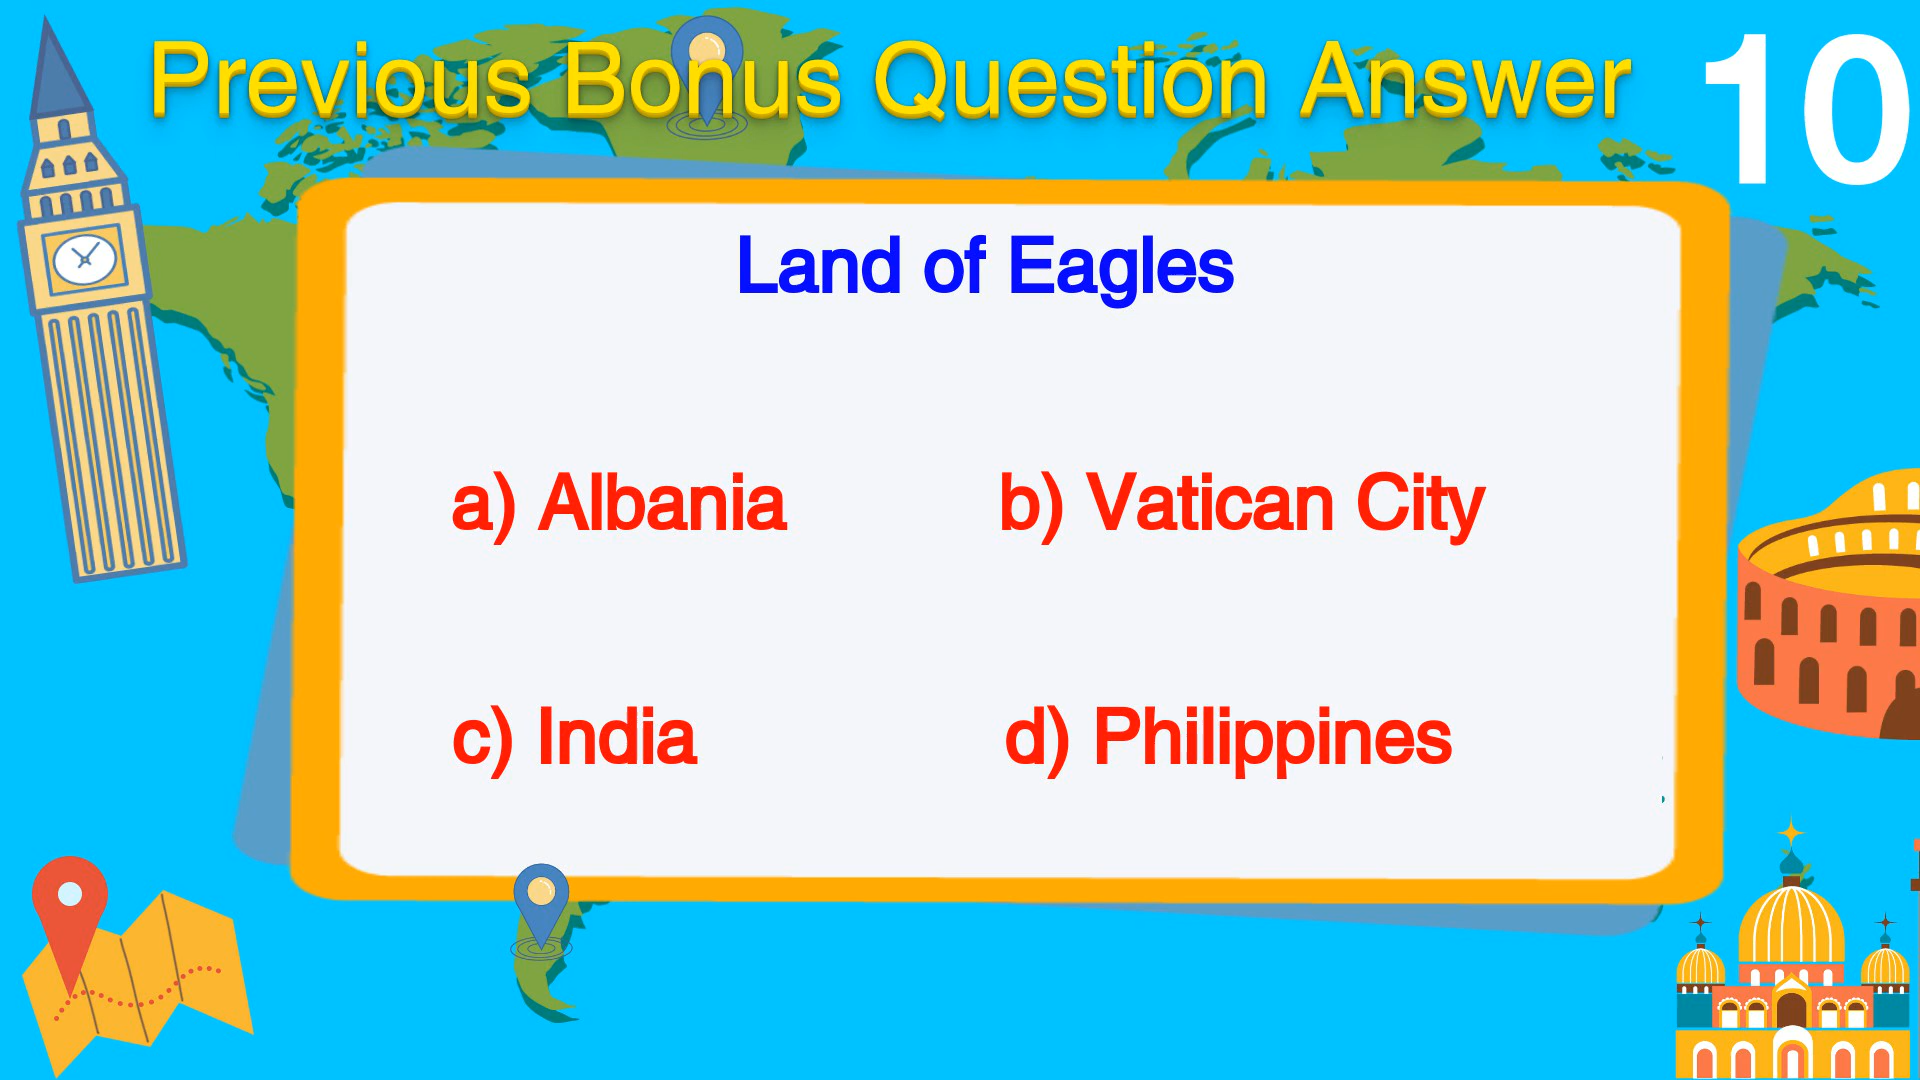 Previous Bonus Question Answer
10
Land of Eagles
a) Albania
b) Vatican City
c) India
d) Philippines